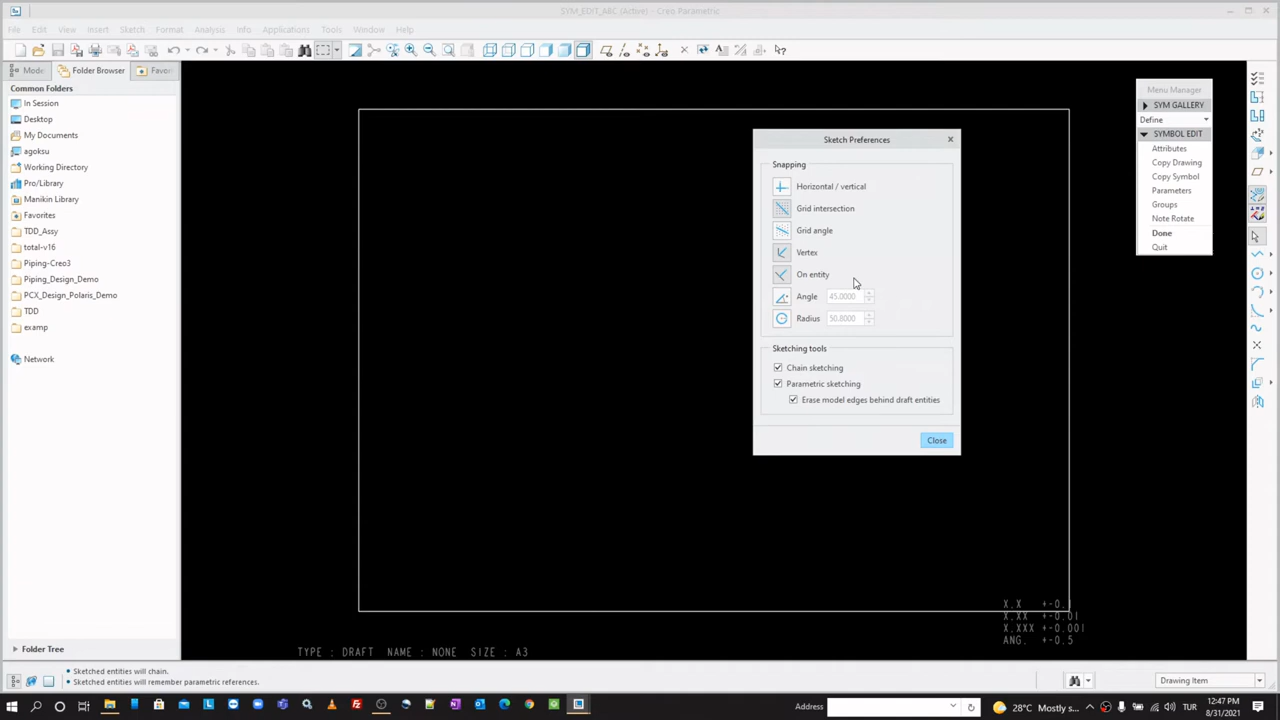 SYM_EDIT_ABC (Active) - Creo Parametric
File Edit View Insert Sketch Format Analysis Info Applications Tools Window Help
Mode Folder Browser Favo
Common Folders
In Session
Desktop
My Documents
agoksu
Working Directory
Pro/Library
Manikin Library
Favorites
TDD_Assy
total-v16
Piping-Creo3
Piping_Design_Demo
PCX_Design_Polaris_Demo
TDD
examp
Network
Folder Tree
Sketch Preferences
Snapping
Horizontal / vertical
Grid intersection
Grid angle
Vertex
On entity
Angle 45.0000
Radius 50.8000
Sketching tools
Chain sketching
Parametric sketching
Erase model edges behind draft entities
Close
Menu Manager
SYM GALLERY
Define
SYMBOL EDIT
Attributes
Copy Drawing
Copy Symbol
Parameters
Groups
Note Rotate
Done
Quit
X.X +-0.1
X.XX +-0.01
X.XXX +-0.001
ANG. +-0.5
TYPE : DRAFT NAME : NONE SIZE : A3
• Sketched entities will chain.
• Sketched entities will remember parametric references.
Drawing Item
Address
28°C Mostly s...
TUR
12:47 PM
8/31/2021